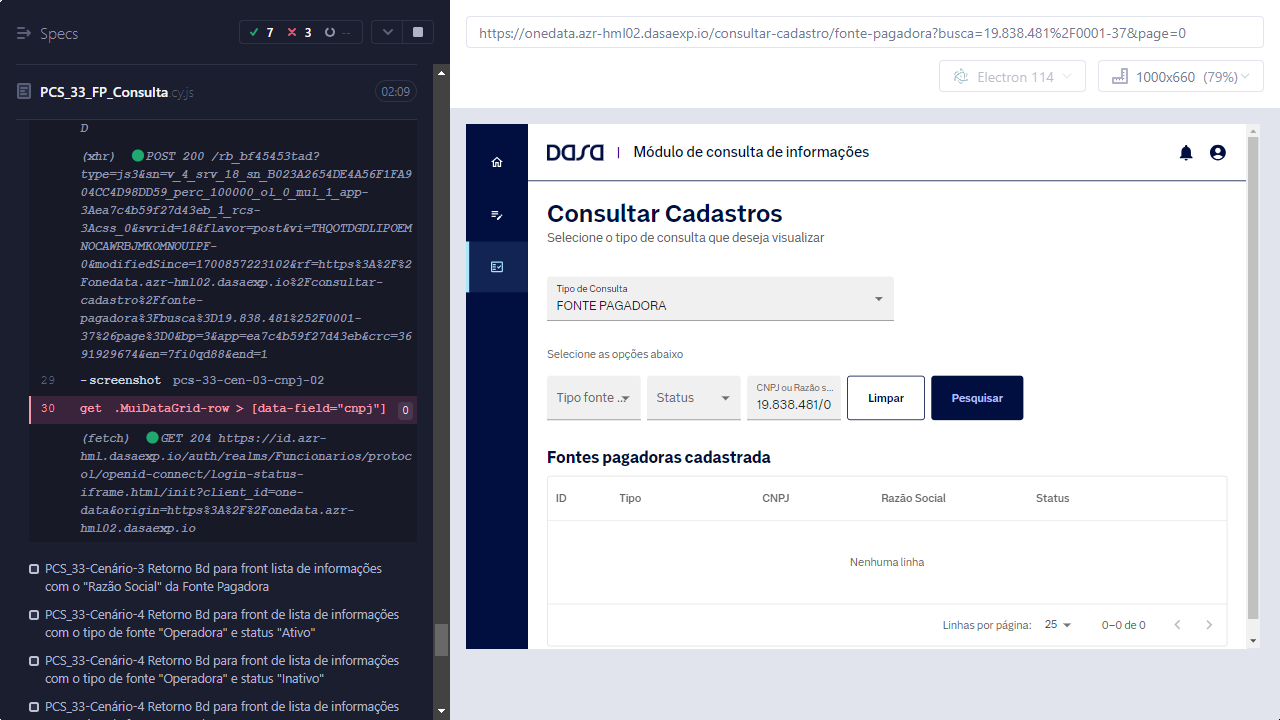 Specs
7
3
--
PCS_33_FP_Consulta.cy.js
02:09
D
(xhr) POST 200 /rb_bf45453tad?
type=js3&sn=v_4_srv_18_sn_B023A2654DE4A56F1FA9
04CC4D98DD59_perc_100000_ol_0_mul_1_app-
3Aea7c4b59f27d43eb_1_rcs-
3Acss_0&svrid=18&flavor=post&vi=THQOTDGDLIPOEM
NOCAWRBJMKOMNOUIPF-
0&modifiedSince=1700857223102&rf=https%3A%2F%2
Fonedata.azr-hml02.dasaexp.io%2Fconsultar-
cadastro%2Ffonte-
pagadora%3Fbusca%3D19.838.481%252F0001-
37%26page%3D0&bp=3&app=ea7c4b59f27d43eb&crc=36
91929674&en=7fi0qd88&end=1
29 -screenshot pcs-33-cen-03-cnpj-02
30 get .MuiDataGrid-row > [data-field="cnpj"] 0
(fetch) GET 204 https://id.azr-
hml.dasaexp.io/auth/realms/Funcionarios/protoc
ol/openid-connect/login-status-
iframe.html/init?client_id=one-
data&origin=https%3A%2F%2Fonedata.azr-
hml02.dasaexp.io
PCS_33-Cenário-3 Retorno Bd para front lista de informações
com o "Razão Social" da Fonte Pagadora
PCS_33-Cenário-4 Retorno Bd para front de lista de informações
com o tipo de fonte "Operadora" e status "Ativo"
PCS_33-Cenário-4 Retorno Bd para front de lista de informações
com o tipo de fonte "Operadora" e status "Inativo"
PCS_33-Cenário-4 Retorno Bd para front de lista de informações
https://onedata.azr-hml02.dasaexp.io/consultar-cadastro/fonte-pagadora?busca=19.838.481%2F0001-37&page=0
Electron 114
1000x660 (79%)
DASA | Módulo de consulta de informações
Consultar Cadastros
Selecione o tipo de consulta que deseja visualizar
Tipo de Consulta
FONTE PAGADORA
Selecione as opções abaixo
Tipo fonte ...
Status
CNPJ ou Razão s...
19.838.481/0
Limpar
Pesquisar
Fontes pagadoras cadastrada
ID Tipo CNPJ Razão Social Status
Nenhuma linha
Linhas por página: 25 0–0 de 0